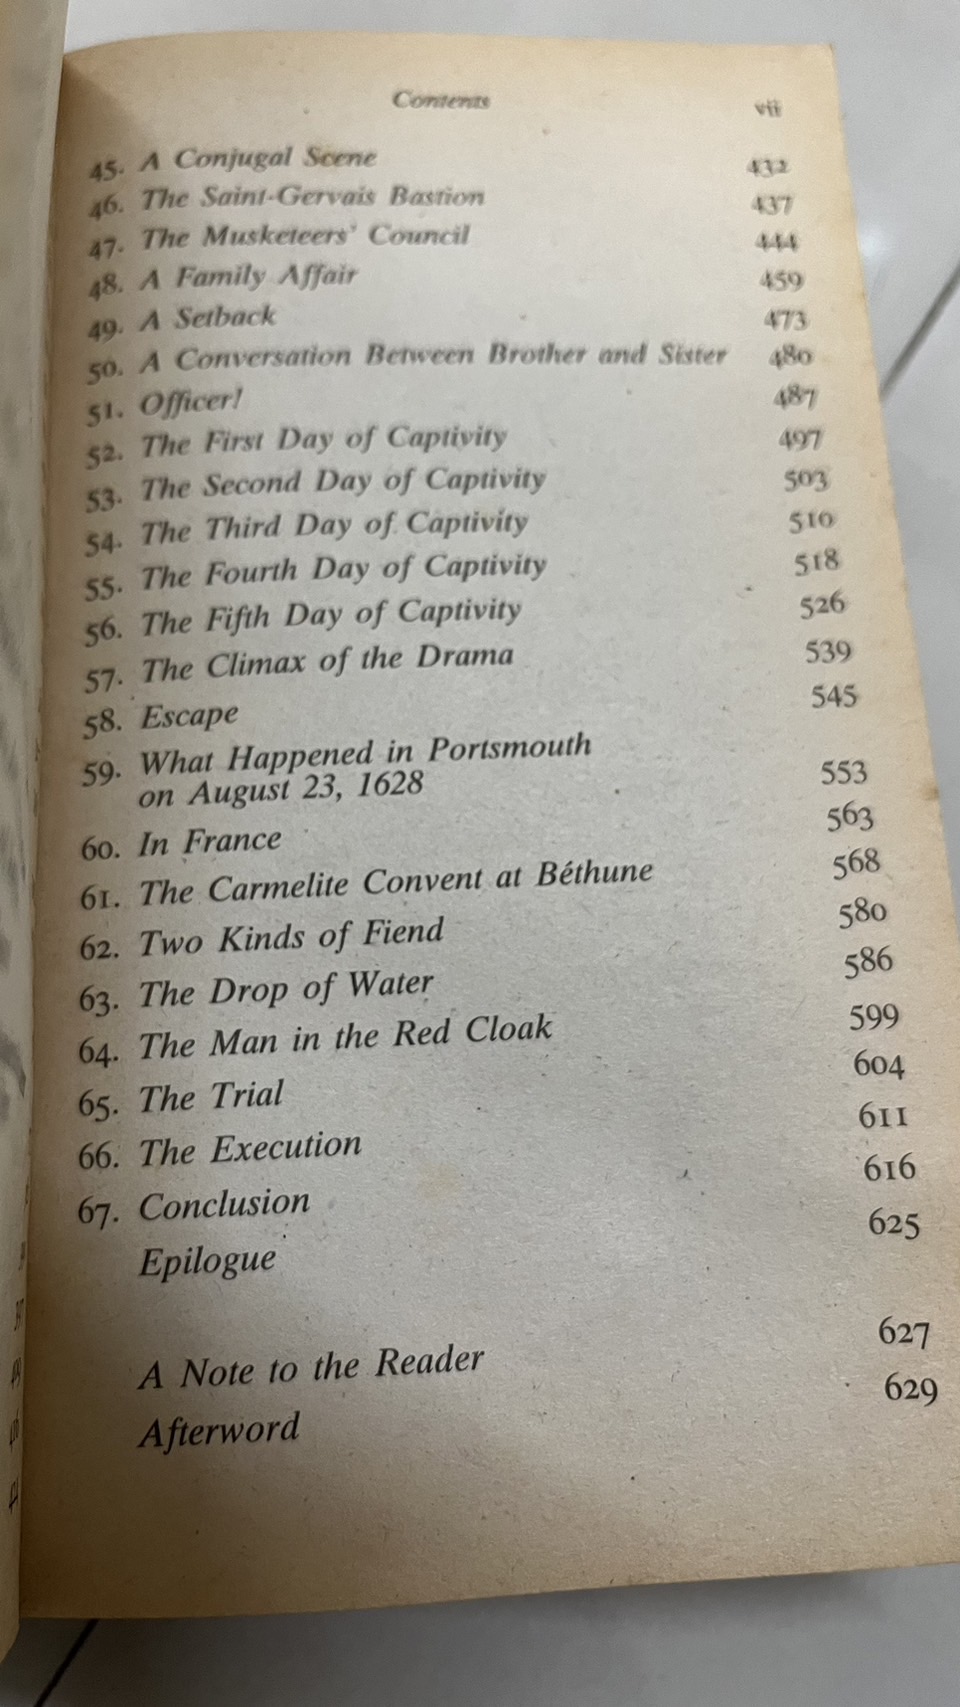 Contents vii
45. A Conjugal Scene 432
46. The Saint-Gervais Bastion 437
47. The Musketeers' Council 444
48. A Family Affair 459
49. A Setback 473
50. A Conversation Between Brother and Sister 480
51. Officer! 487
52. The First Day of Captivity 497
53. The Second Day of Captivity 503
54. The Third Day of Captivity 510
55. The Fourth Day of Captivity 518
56. The Fifth Day of Captivity 526
57. The Climax of the Drama 539
58. Escape 545
59. What Happened in Portsmouth
on August 23, 1628 553
60. In France 563
61. The Carmelite Convent at Béthune 568
62. Two Kinds of Fiend 580
63. The Drop of Water 586
64. The Man in the Red Cloak 599
65. The Trial 604
66. The Execution 611
67. Conclusion 616
Epilogue 625
A Note to the Reader 627
Afterword 629